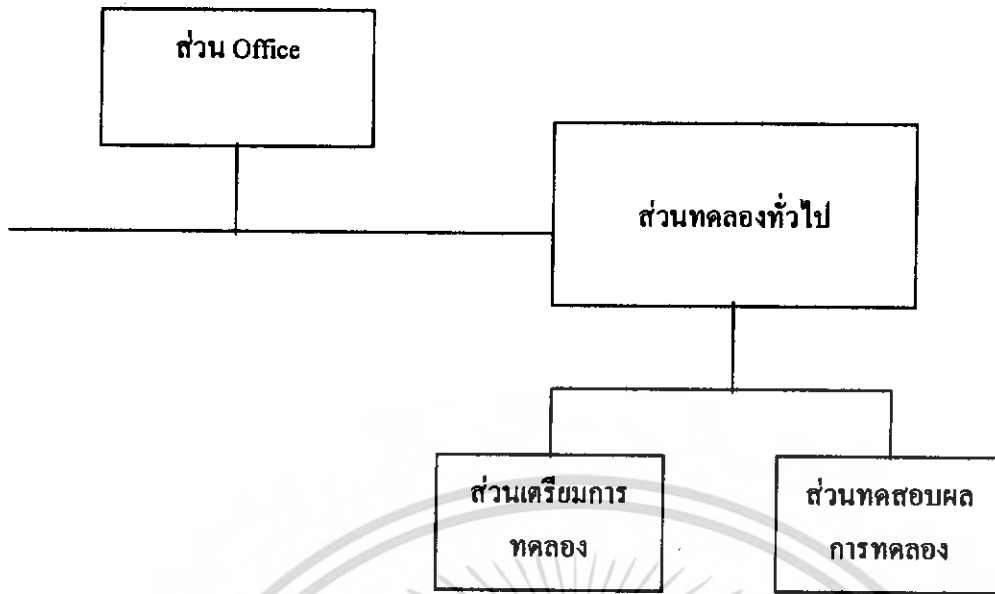 ส่วน Office
ส่วนทดลองทั่วไป
ส่วนเตรียมการ
ทดลอง
ส่วนทดสอบผล
การทดลอง